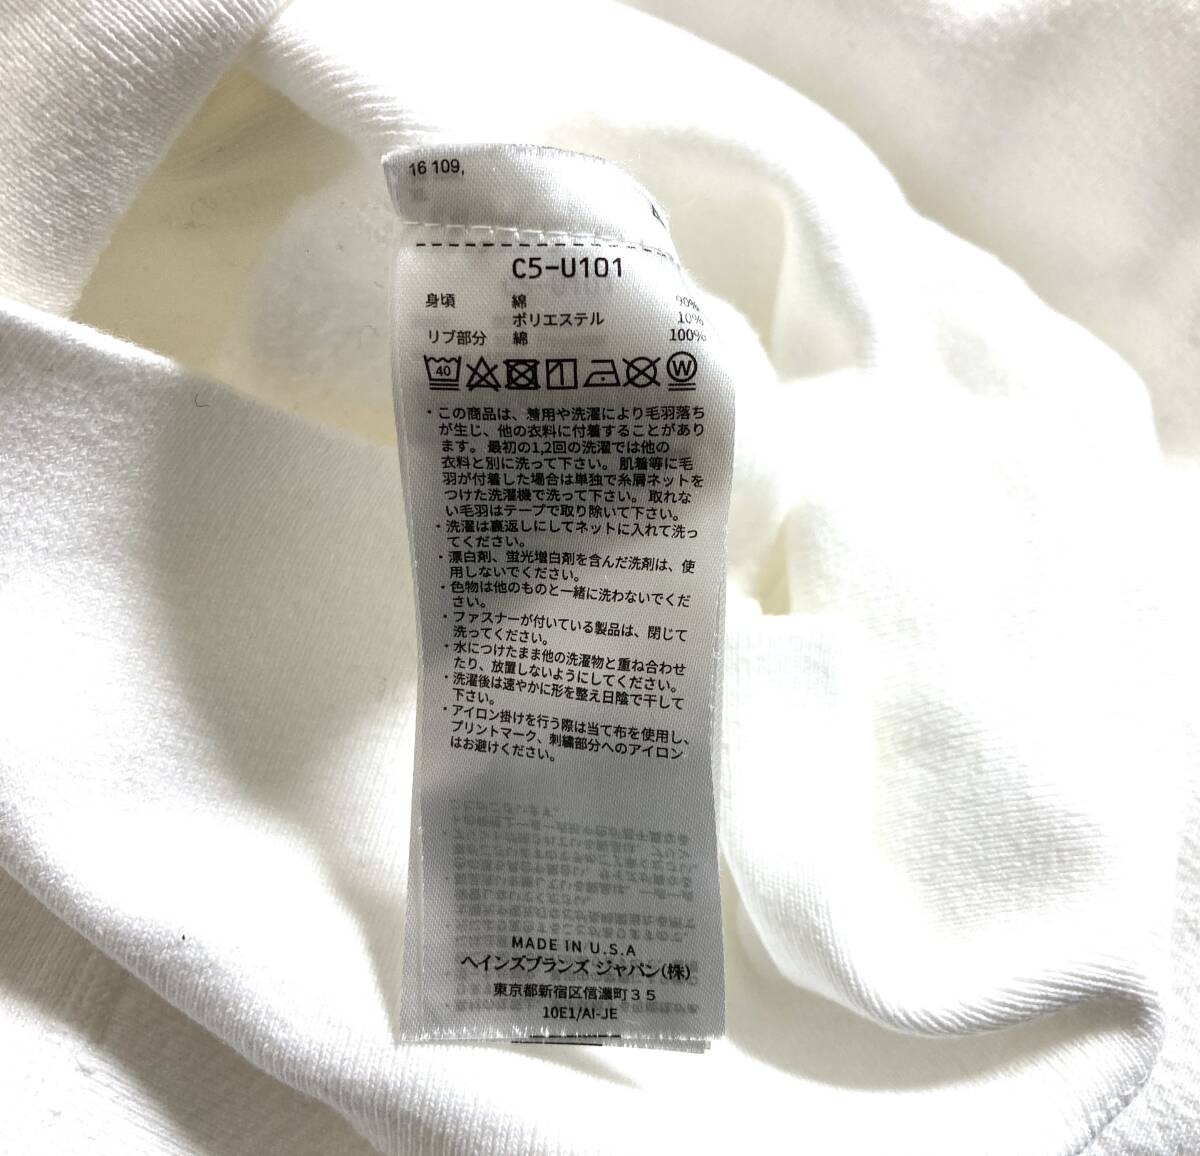 16 109,
C5-U101
身頃 綿 90%
ポリエステル 10%
リブ部分 綿 100%
40 W
・この商品は、着用や洗濯により毛羽落ち
が生じ、他の衣料に付着することがあり
ます。最初の1,2回の洗濯では他の
衣料と別に洗って下さい。肌着等に毛
羽が付着した場合は単独で糸屑ネットを
つけた洗濯機で洗って下さい。取れな
い毛羽はテープで取り除いて下さい。
・洗濯は裏返しにしてネットに入れて洗っ
てください。
・漂白剤、蛍光増白剤を含んだ洗剤は、使
用しないでください。
・色物は他のものと一緒に洗わないでくだ
さい。
・ファスナーが付いている製品は、閉じて
洗ってください。
・水につけたまま他の洗濯物と重ね合わせ
たり、放置しないようにしてください。
・洗濯後は速やかに形を整え日陰で干して
下さい。
・アイロン掛けを行う際は当て布を使用し、
プリントマーク、刺繍部分へのアイロン
はお避けください。
MADE IN U.S.A
ヘインズブランズ ジャパン(株)
東京都新宿区信濃町35
10E1/AI-JE